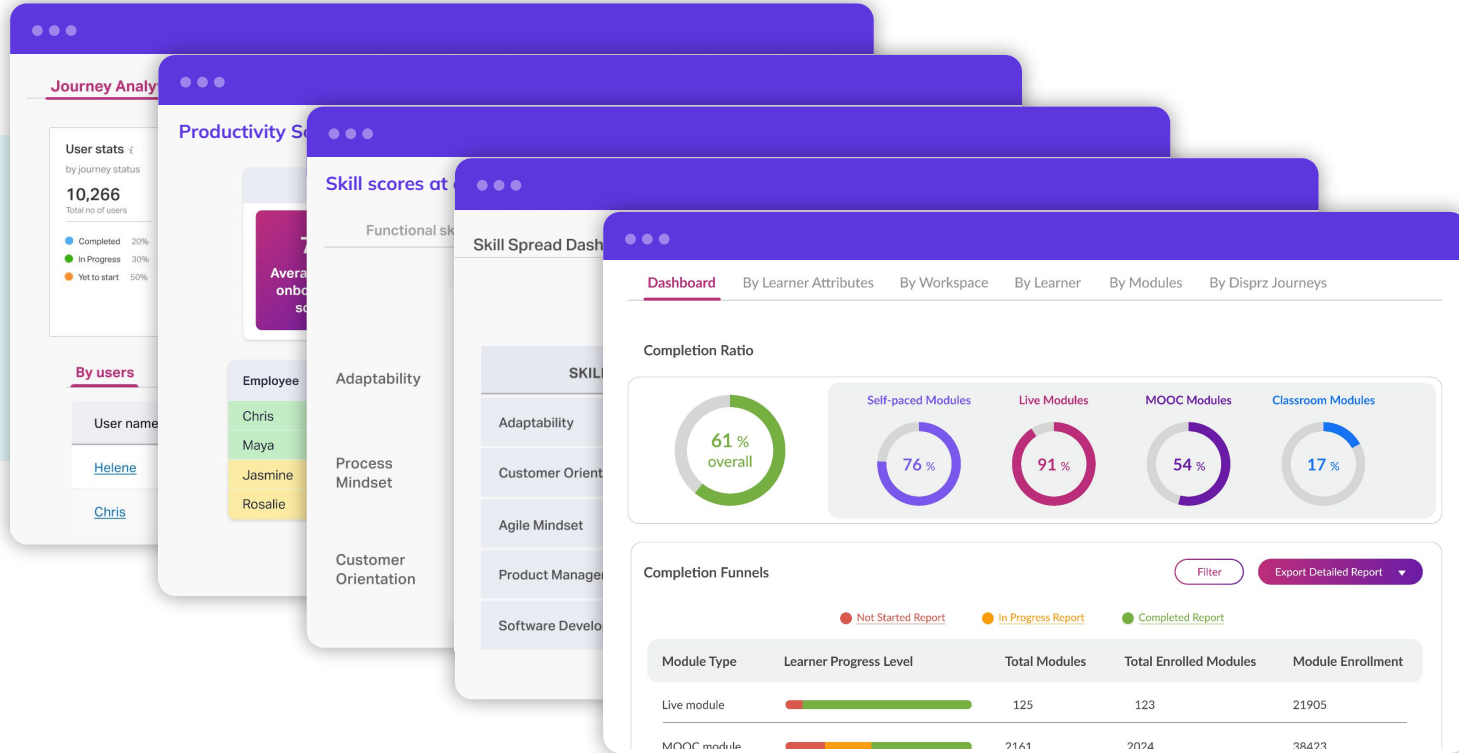 Journey Analy
User stats i
by journey status
10,266
Total no of users
Completed 20%
In Progress 30%
Yet to start 50%
By users
User name
Helene
Chris
Productivity Sc
7
Avera
onbo
sc
Employee
Chris
Maya
Jasmine
Rosalie
Skill scores at
Functional sk
Adaptability
Process
Mindset
Customer
Orientation
Skill Spread Dash
SKIL
Adaptability
Customer Orient
Agile Mindset
Product Manage
Software Develo
Dashboard By Learner Attributes By Workspace By Learner By Modules By Disprz Journeys
Completion Ratio
61 %
overall
Self-paced Modules Live Modules MOOC Modules Classroom Modules
76 % 91 % 54 % 17 %
Completion Funnels
Filter Export Detailed Report
Not Started Report In Progress Report Completed Report
Module Type Learner Progress Level Total Modules Total Enrolled Modules Module Enrollment
Live module 125 123 21905
MOOC module 2161 2024 38423